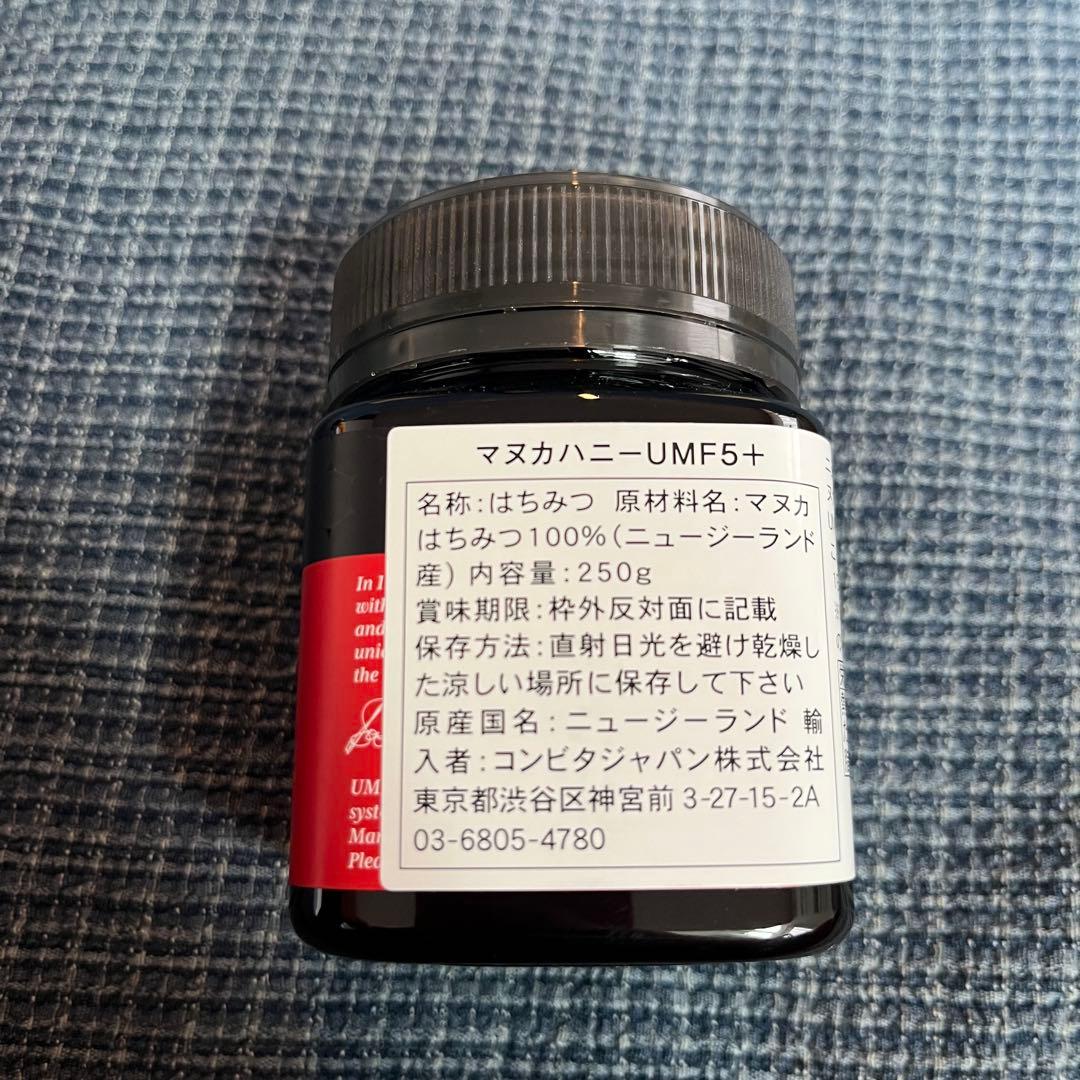 マヌカハニーUMF5＋
名称:はちみつ 原材料名:マヌカ
はちみつ100%(ニュージーランド
産) 内容量:250g
賞味期限:枠外反対面に記載
保存方法:直射日光を避け乾燥し
た涼しい場所に保存して下さい
原産国名:ニュージーランド 輸
入者:コンビタジャパン株式会社
東京都渋谷区神宮前3-27-15-2A
03-6805-4780
In
and
the
UM